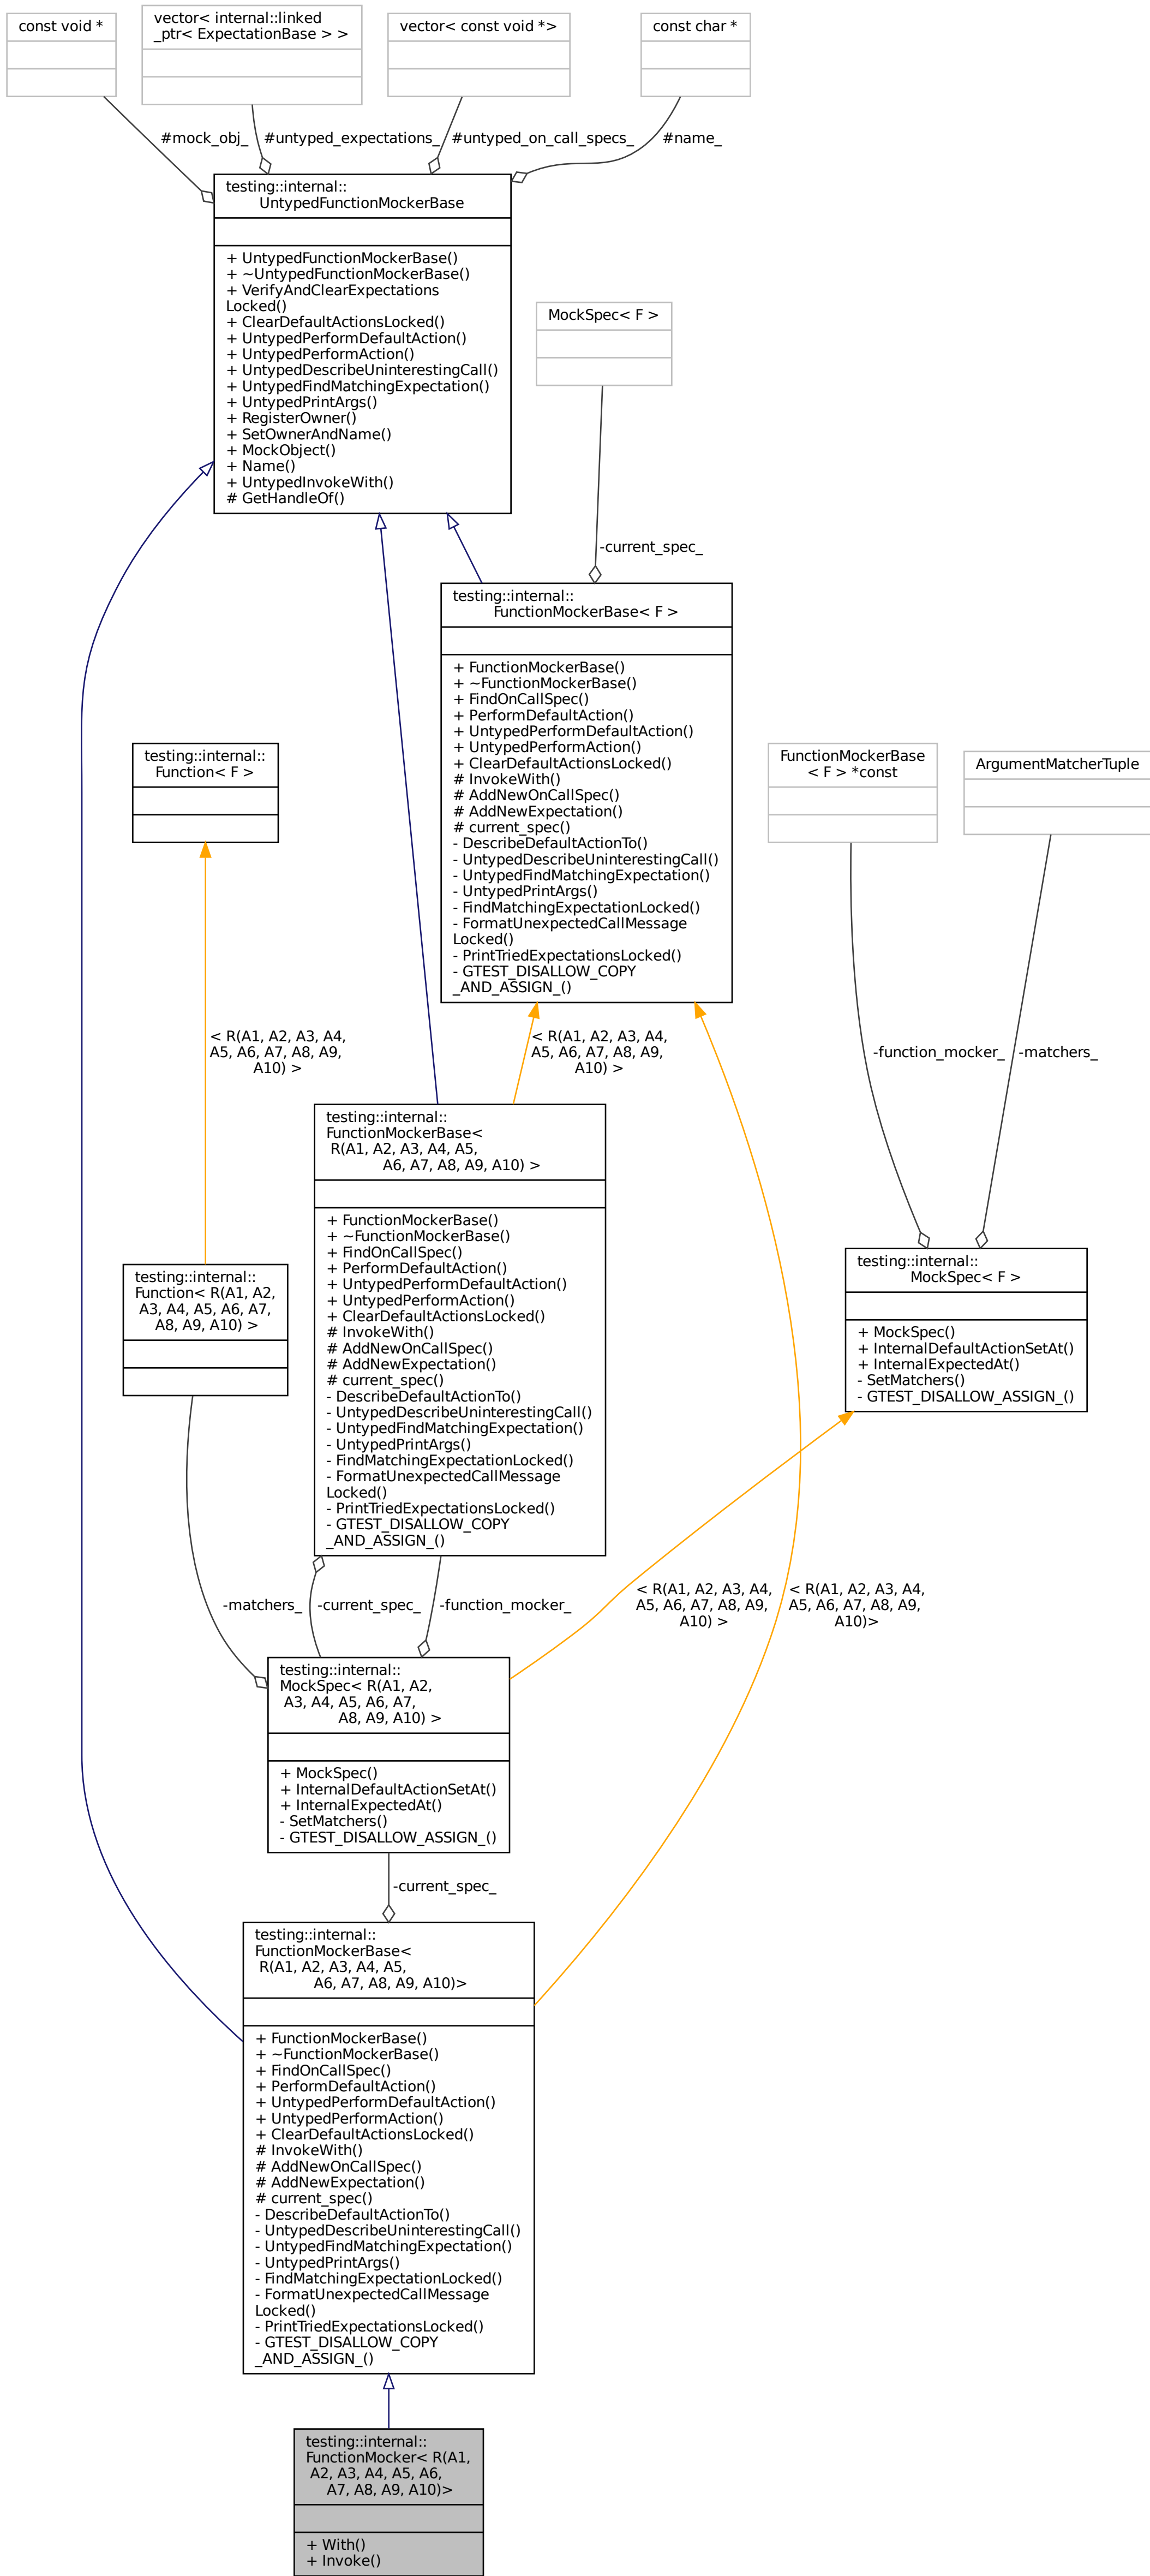 const void *
vector< internal::linked
_ptr< ExpectationBase > >
vector< const void *>
const char *
#mock_obj_
#untyped_expectations_
#untyped_on_call_specs_
#name_
testing::internal::
UntypedFunctionMockerBase
+ UntypedFunctionMockerBase()
+ ~UntypedFunctionMockerBase()
+ VerifyAndClearExpectations
Locked()
+ ClearDefaultActionsLocked()
+ UntypedPerformDefaultAction()
+ UntypedPerformAction()
+ UntypedDescribeUninterestingCall()
+ UntypedFindMatchingExpectation()
+ UntypedPrintArgs()
+ RegisterOwner()
+ SetOwnerAndName()
+ MockObject()
+ Name()
+ UntypedInvokeWith()
# GetHandleOf()
MockSpec< F >
-current_spec_
testing::internal::
FunctionMockerBase< F >
+ FunctionMockerBase()
+ ~FunctionMockerBase()
+ FindOnCallSpec()
+ PerformDefaultAction()
+ UntypedPerformDefaultAction()
+ UntypedPerformAction()
+ ClearDefaultActionsLocked()
# InvokeWith()
# AddNewOnCallSpec()
# AddNewExpectation()
# current_spec()
- DescribeDefaultActionTo()
- UntypedDescribeUninterestingCall()
- UntypedFindMatchingExpectation()
- UntypedPrintArgs()
- FindMatchingExpectationLocked()
- FormatUnexpectedCallMessage
Locked()
- PrintTriedExpectationsLocked()
- GTEST_DISALLOW_COPY
_AND_ASSIGN_()
testing::internal::
Function< F >
FunctionMockerBase
< F > *const
ArgumentMatcherTuple
< R(A1, A2, A3, A4,
A5, A6, A7, A8, A9,
A10) >
< R(A1, A2, A3, A4,
A5, A6, A7, A8, A9,
A10) >
-function_mocker_
-matchers_
testing::internal::
FunctionMockerBase<
R(A1, A2, A3, A4, A5,
A6, A7, A8, A9, A10) >
+ FunctionMockerBase()
+ ~FunctionMockerBase()
+ FindOnCallSpec()
+ PerformDefaultAction()
+ UntypedPerformDefaultAction()
+ UntypedPerformAction()
+ ClearDefaultActionsLocked()
# InvokeWith()
# AddNewOnCallSpec()
# AddNewExpectation()
# current_spec()
- DescribeDefaultActionTo()
- UntypedDescribeUninterestingCall()
- UntypedFindMatchingExpectation()
- UntypedPrintArgs()
- FindMatchingExpectationLocked()
- FormatUnexpectedCallMessage
Locked()
- PrintTriedExpectationsLocked()
- GTEST_DISALLOW_COPY
_AND_ASSIGN_()
testing::internal::
Function< R(A1, A2,
A3, A4, A5, A6, A7,
A8, A9, A10) >
testing::internal::
MockSpec< F >
+ MockSpec()
+ InternalDefaultActionSetAt()
+ InternalExpectedAt()
- SetMatchers()
- GTEST_DISALLOW_ASSIGN_()
-matchers_
-current_spec_
-function_mocker_
< R(A1, A2, A3, A4,
A5, A6, A7, A8, A9,
A10) >
< R(A1, A2, A3, A4,
A5, A6, A7, A8, A9,
A10)>
testing::internal::
MockSpec< R(A1, A2,
A3, A4, A5, A6, A7,
A8, A9, A10) >
+ MockSpec()
+ InternalDefaultActionSetAt()
+ InternalExpectedAt()
- SetMatchers()
- GTEST_DISALLOW_ASSIGN_()
-current_spec_
testing::internal::
FunctionMockerBase<
R(A1, A2, A3, A4, A5,
A6, A7, A8, A9, A10)>
+ FunctionMockerBase()
+ ~FunctionMockerBase()
+ FindOnCallSpec()
+ PerformDefaultAction()
+ UntypedPerformDefaultAction()
+ UntypedPerformAction()
+ ClearDefaultActionsLocked()
# InvokeWith()
# AddNewOnCallSpec()
# AddNewExpectation()
# current_spec()
- DescribeDefaultActionTo()
- UntypedDescribeUninterestingCall()
- UntypedFindMatchingExpectation()
- UntypedPrintArgs()
- FindMatchingExpectationLocked()
- FormatUnexpectedCallMessage
Locked()
- PrintTriedExpectationsLocked()
- GTEST_DISALLOW_COPY
_AND_ASSIGN_()
testing::internal::
FunctionMocker< R(A1,
A2, A3, A4, A5, A6,
A7, A8, A9, A10)>
+ With()
+ Invoke()